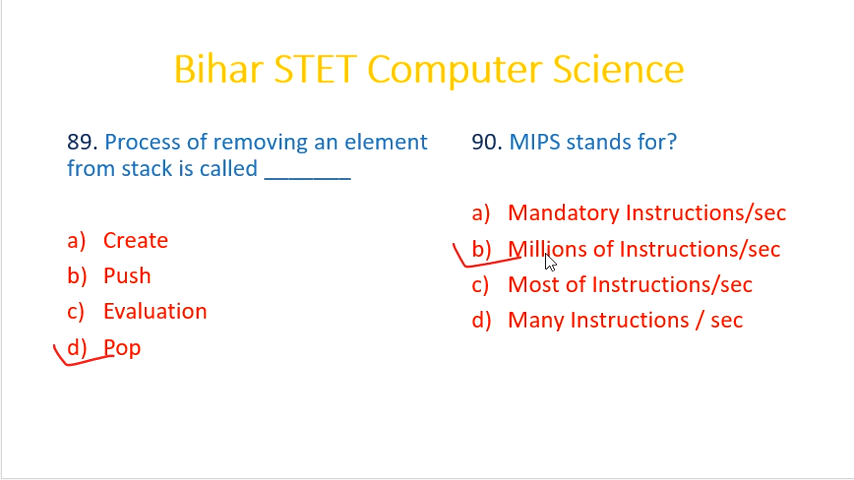 Bihar STET Computer Science
89. Process of removing an element
from stack is called _______
a) Create
b) Push
c) Evaluation
d) Pop
90. MIPS stands for?
a) Mandatory Instructions/sec
b) Millions of Instructions/sec
c) Most of Instructions/sec
d) Many Instructions / sec